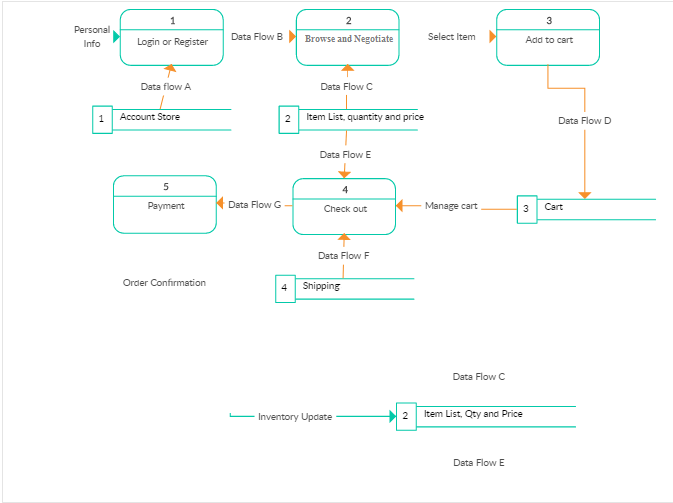 1
2
3
Personal
Info
Login or Register
Data Flow B
Browse and Negotiate
Select Item
Add to cart
Data flow A
Data Flow C
1
Account Store
2
Item List, quantity and price
Data Flow D
Data Flow E
5
4
Payment
Data Flow G
Check out
Manage cart
3
Cart
Data Flow F
Order Confirmation
4
Shipping
Data Flow C
Inventory Update
2
Item List, Qty and Price
Data Flow E